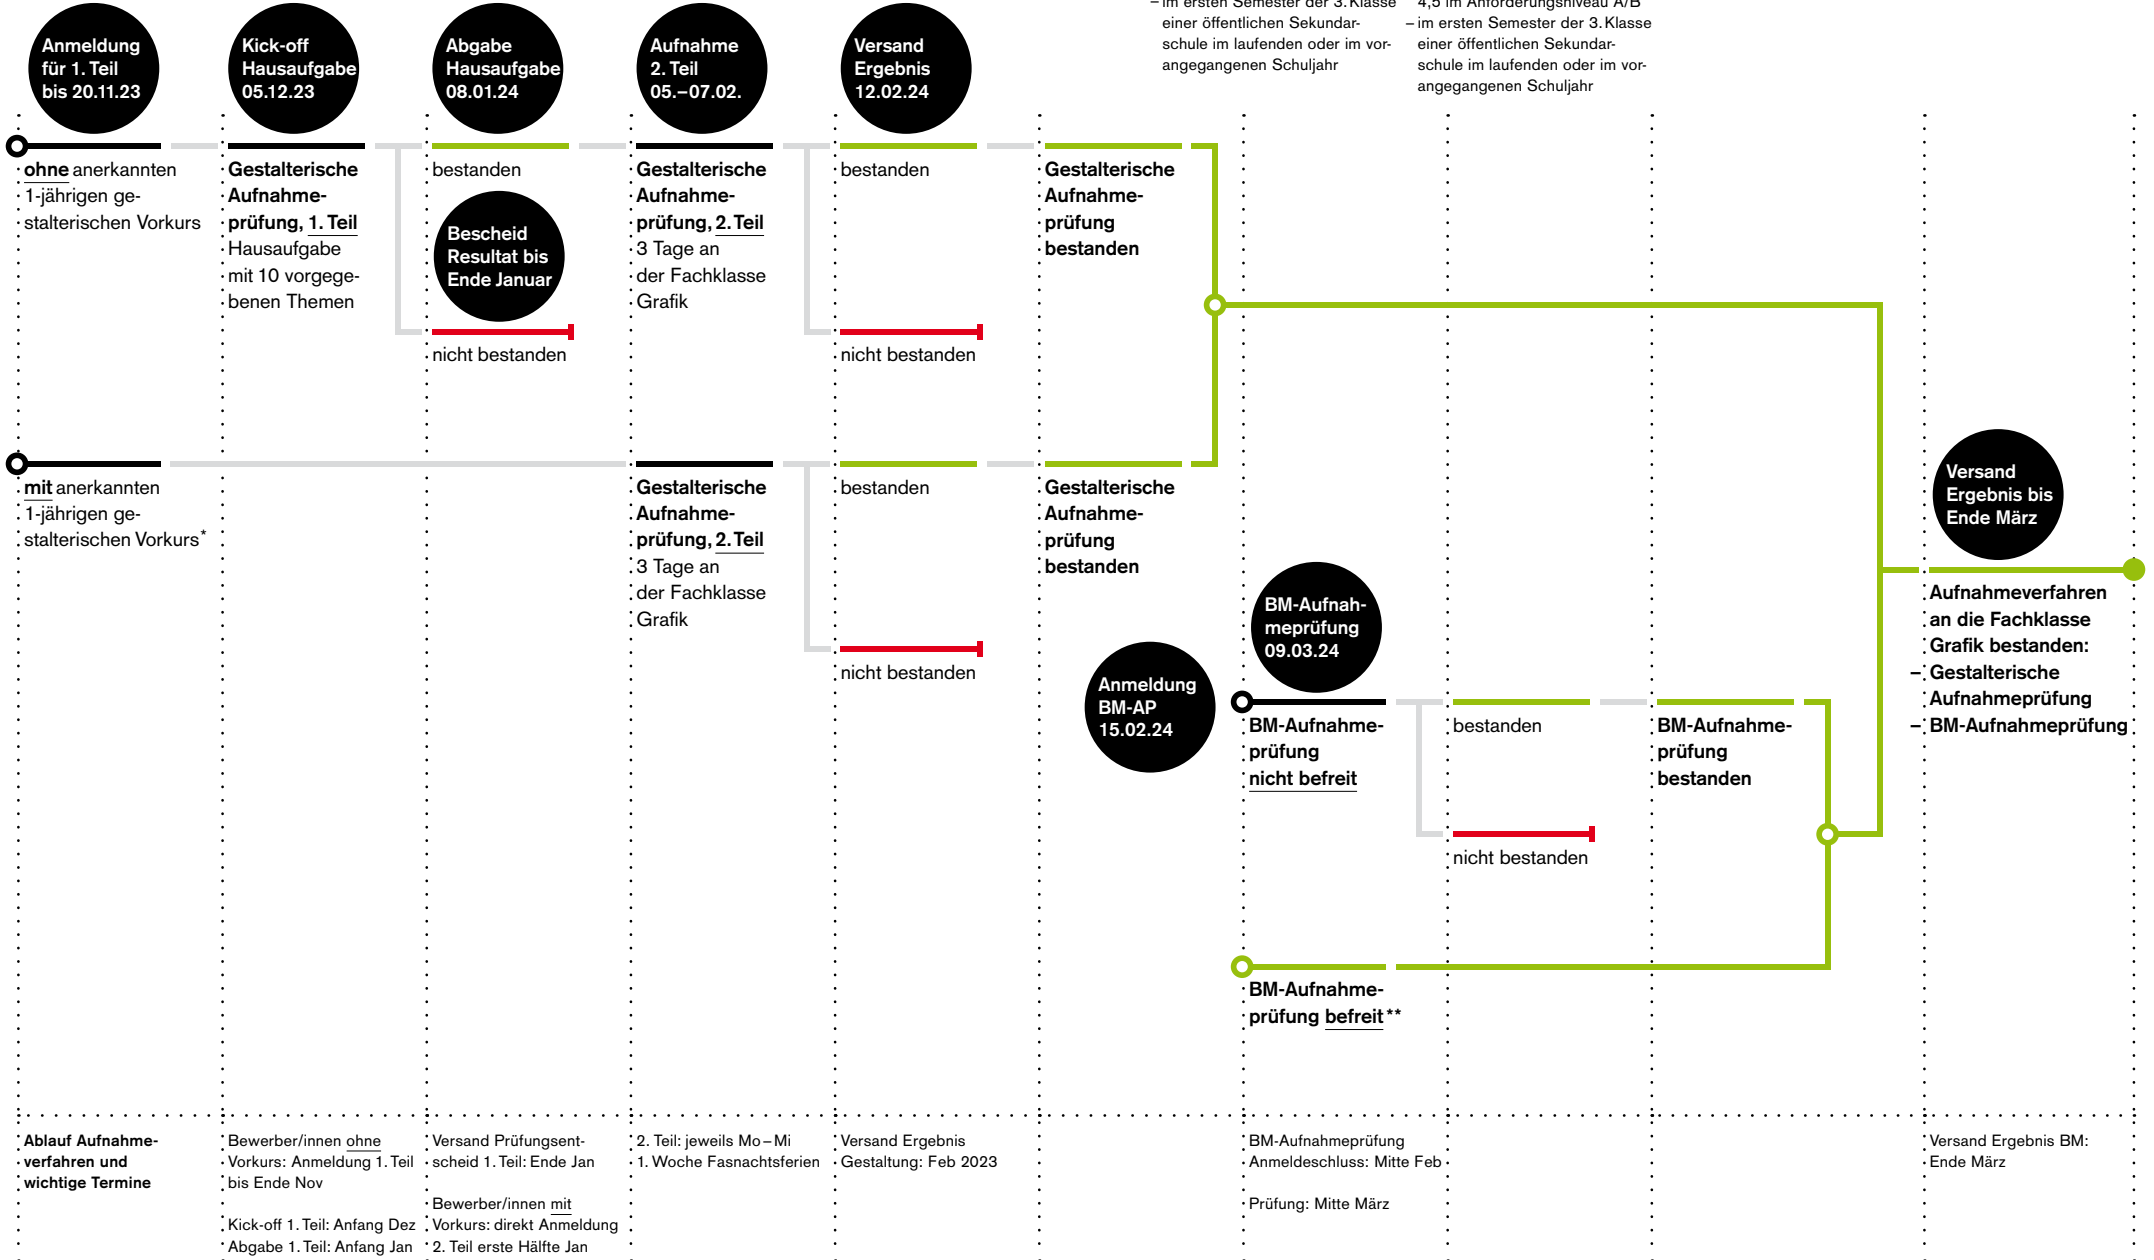 – im ersten Semester der 3. Klasse
einer öffentlichen Sekundar-
schule im laufenden oder im vor-
angegangenen Schuljahr
4,5 im Anforderungsniveau A/B
– im ersten Semester der 3. Klasse
einer öffentlichen Sekundar-
schule im laufenden oder im vor-
angegangenen Schuljahr
Anmeldung
für 1. Teil
bis 20.11.23
Kick-off
Hausaufgabe
05.12.23
Abgabe
Hausaufgabe
08.01.24
Aufnahme
2. Teil
05.–07.02.
Versand
Ergebnis
12.02.24
ohne anerkannten
1-jährigen ge-
stalterischen Vorkurs
Gestalterische
Aufnahme-
prüfung, 1. Teil
Hausaufgabe
mit 10 vorgege-
benen Themen
bestanden
Bescheid
Resultat bis
Ende Januar
nicht bestanden
Gestalterische
Aufnahme-
prüfung, 2. Teil
3 Tage an
der Fachklasse
Grafik
bestanden
nicht bestanden
Gestalterische
Aufnahme-
prüfung
bestanden
mit anerkannten
1-jährigen ge-
stalterischen Vorkurs*
Gestalterische
Aufnahme-
prüfung, 2. Teil
3 Tage an
der Fachklasse
Grafik
bestanden
nicht bestanden
Gestalterische
Aufnahme-
prüfung
bestanden
Anmeldung
BM-AP
15.02.24
BM-Aufnah-
meprüfung
09.03.24
BM-Aufnahme-
prüfung
nicht befreit
bestanden
nicht bestanden
BM-Aufnahme-
prüfung
bestanden
BM-Aufnahme-
prüfung befreit**
Versand
Ergebnis bis
Ende März
Aufnahmeverfahren
an die Fachklasse
Grafik bestanden:
– Gestalterische
Aufnahmeprüfung
– BM-Aufnahmeprüfung
Ablauf Aufnahme-
verfahren und
wichtige Termine
Bewerber/innen ohne
Vorkurs: Anmeldung 1. Teil
bis Ende Nov
Kick-off 1. Teil: Anfang Dez
Abgabe 1. Teil: Anfang Jan
Versand Prüfungsent-
scheid 1. Teil: Ende Jan
Bewerber/innen mit
Vorkurs: direkt Anmeldung
2. Teil erste Hälfte Jan
2. Teil: jeweils Mo–Mi
1. Woche Fasnachtsferien
Versand Ergebnis
Gestaltung: Feb 2023
BM-Aufnahmeprüfung
Anmeldeschluss: Mitte Feb
Prüfung: Mitte März
Versand Ergebnis BM:
Ende März